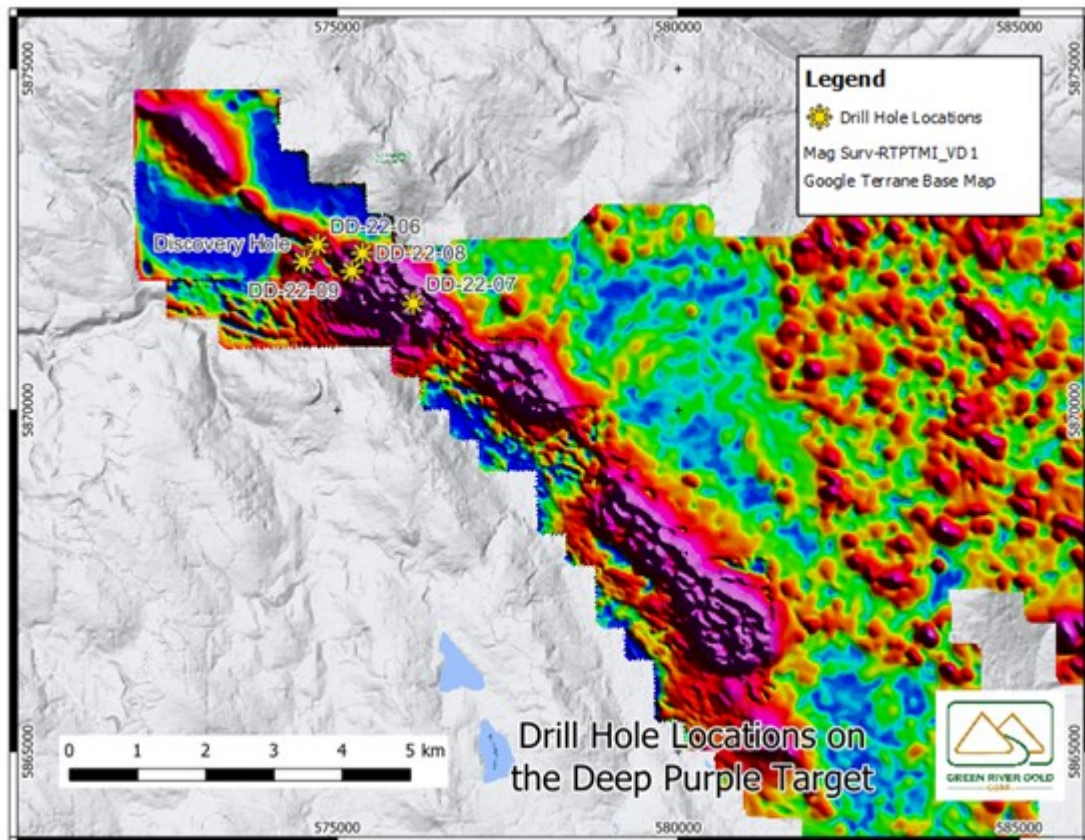 575000
580000
585000
5875000
5875000
Legend
Drill Hole Locations
Mag Surv-RTPTMI_VD1
Google Terrane Base Map
DD-22-06
Discovery Hole
DD-22-08
DD-22-09
DD-22-07
5870000
5870000
0 1 2 3 4 5 km
Drill Hole Locations on
the Deep Purple Target
GREEN RIVER GOLD
CORP.
5865000
5865000
575000
580000
585000